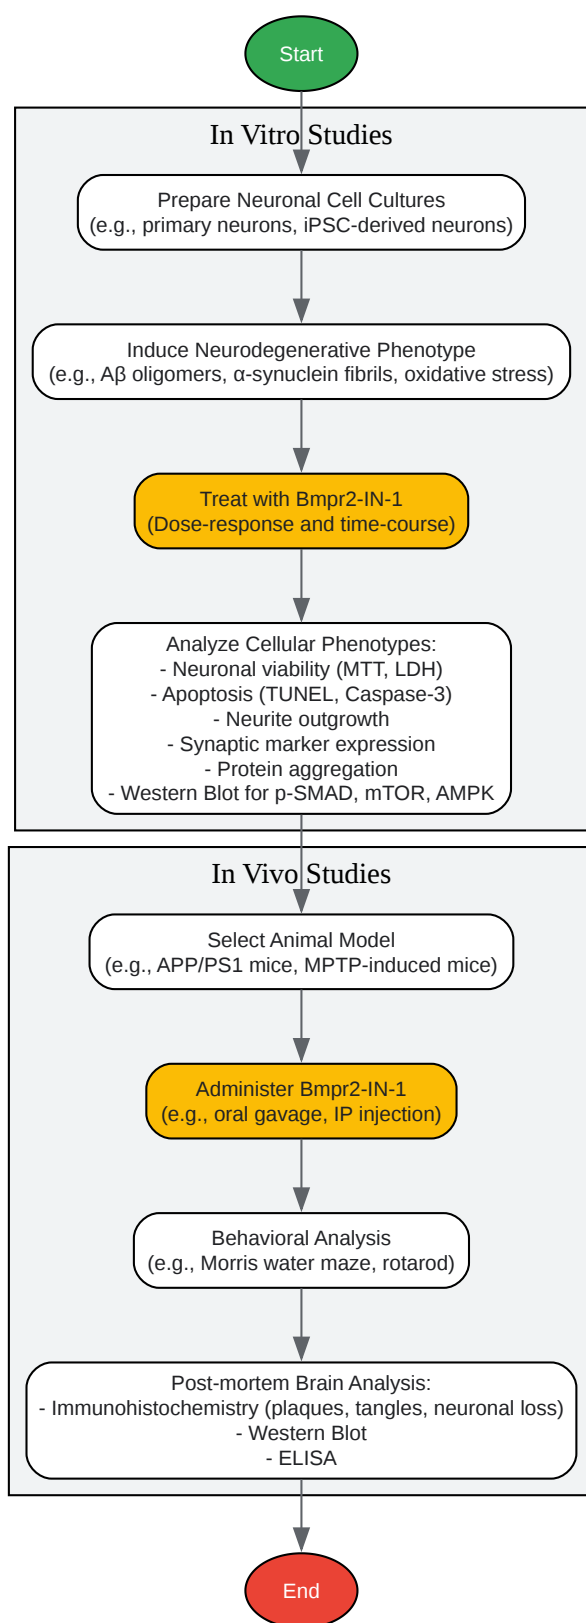 Start
In Vitro Studies
Prepare Neuronal Cell Cultures
(e.g., primary neurons, iPSC-derived neurons)
Induce Neurodegenerative Phenotype
(e.g., Aβ oligomers, α-synuclein fibrils, oxidative stress)
Treat with Bmpr2-IN-1
(Dose-response and time-course)
Analyze Cellular Phenotypes:
- Neuronal viability (MTT, LDH)
- Apoptosis (TUNEL, Caspase-3)
- Neurite outgrowth
- Synaptic marker expression
- Protein aggregation
- Western Blot for p-SMAD, mTOR, AMPK
In Vivo Studies
Select Animal Model
(e.g., APP/PS1 mice, MPTP-induced mice)
Administer Bmpr2-IN-1
(e.g., oral gavage, IP injection)
Behavioral Analysis
(e.g., Morris water maze, rotarod)
Post-mortem Brain Analysis:
- Immunohistochemistry (plaques, tangles, neuronal loss)
- Western Blot
- ELISA
End